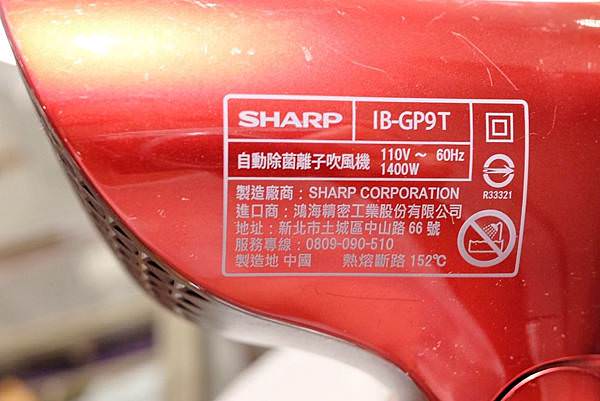 SHARP IB-GP9T
自動除菌離子吹風機 110V～ 60Hz
1400W
R33321
製造廠商：SHARP CORPORATION
進口商：鴻海精密工業股份有限公司
地址：新北市土城區中山路 66 號
服務專線：0809-090-510
製造地 中國 熱熔斷路 152℃